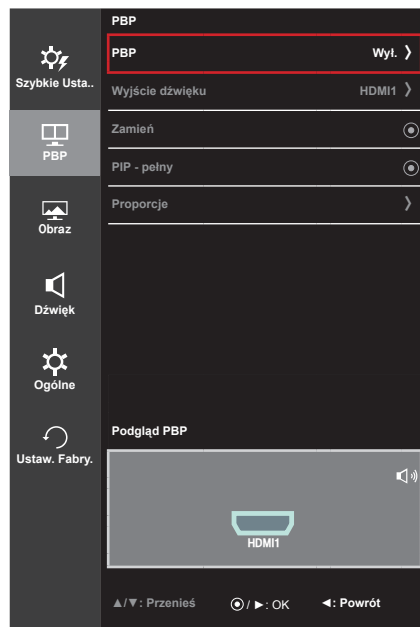 PBP
PBP Wył. ❭
Szybkie Usta..
Wyjście dźwięku HDMI1 ❭
Zamień
PBP
PIP - pełny
Proporcje ❭
Obraz
Dźwięk
Ogólne
Ustaw. Fabry.
Podgląd PBP
HDMI1
▲/▼: Przenieś ◉ / ►: OK ◄: Powrót